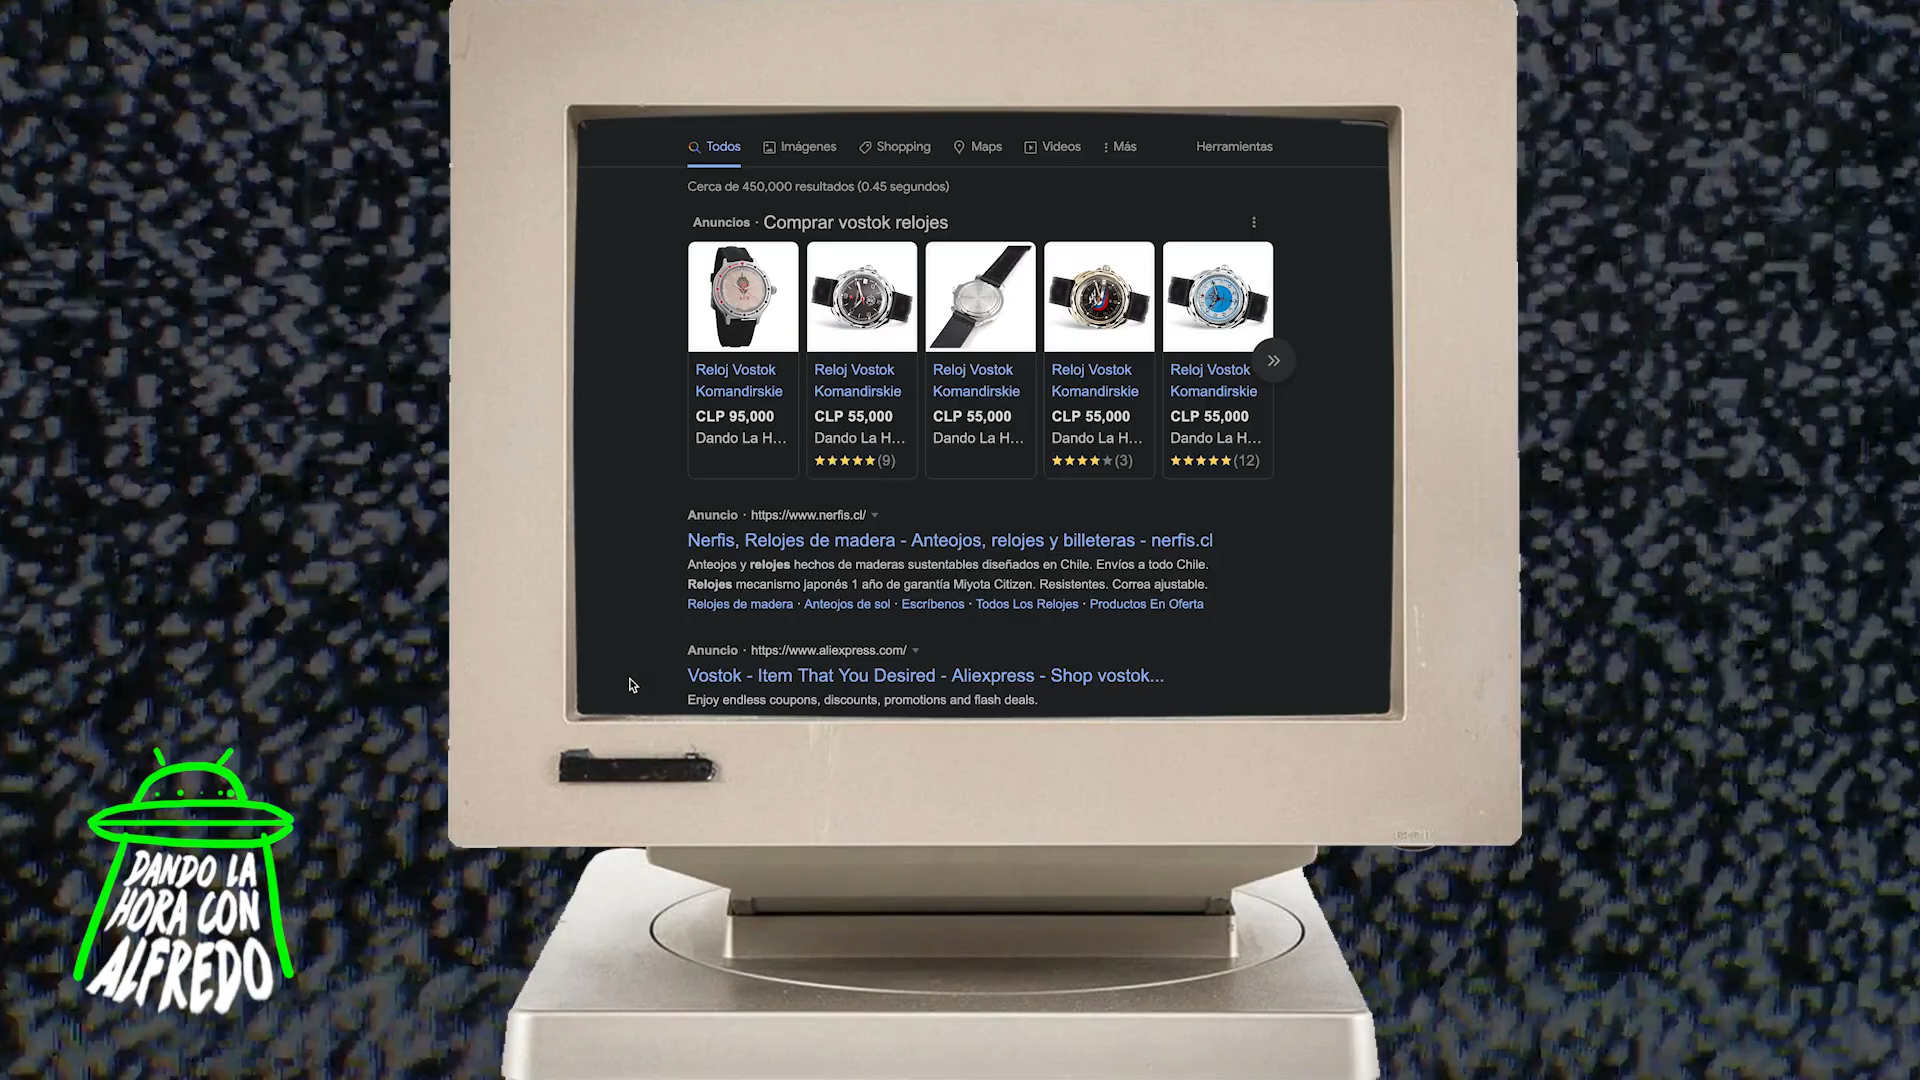 Todos Imágenes Shopping Maps Videos Más Herramientas
Cerca de 450,000 resultados (0.45 segundos)
Anuncios · Comprar vostok relojes
Reloj Vostok Komandirskie
CLP 95,000
Dando La H...
Reloj Vostok Komandirskie
CLP 55,000
Dando La H...
(9)
Reloj Vostok Komandirskie
CLP 55,000
Dando La H...
Reloj Vostok Komandirskie
CLP 55,000
Dando La H...
(3)
Reloj Vostok Komandirskie
CLP 55,000
Dando La H...
(12)
Anuncio · https://www.nerfis.cl/
Nerfis, Relojes de madera - Anteojos, relojes y billeteras - nerfis.cl
Anteojos y relojes hechos de maderas sustentables diseñados en Chile. Envíos a todo Chile.
Relojes mecanismo japonés 1 año de garantía Miyota Citizen. Resistentes. Correa ajustable.
Relojes de madera · Anteojos de sol · Escríbenos · Todos Los Relojes · Productos En Oferta
Anuncio · https://www.aliexpress.com/
Vostok - Item That You Desired - Aliexpress - Shop vostok...
Enjoy endless coupons, discounts, promotions and flash deals.
DANDO LA
HORA CON
ALFREDO